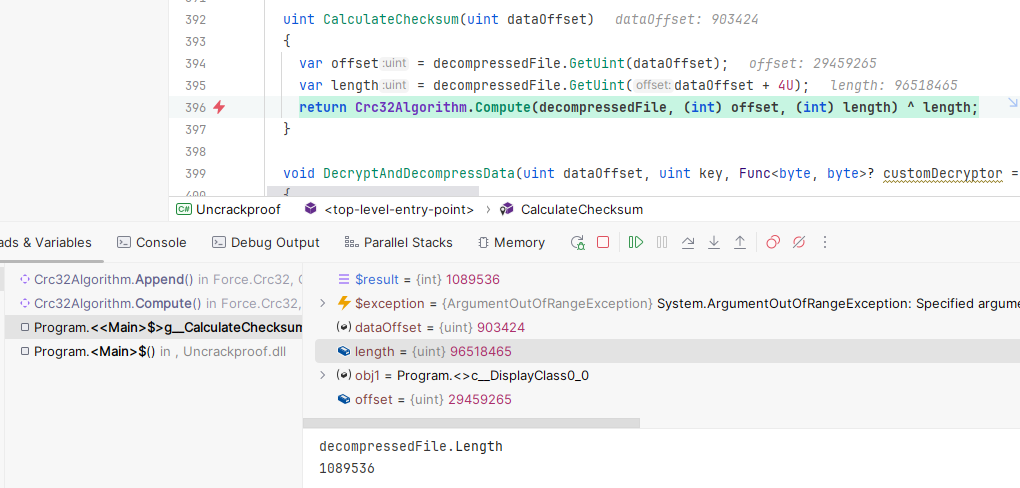 392 uint CalculateChecksum(uint dataOffset) dataOffset: 903424
393 {
394 var offset :uint = decompressedFile.GetUint(dataOffset); offset: 29459265
395 var length :uint = decompressedFile.GetUint( offset: dataOffset + 4U); length: 96518465
396 return Crc32Algorithm.Compute(decompressedFile, (int) offset, (int) length) ^ length;
397 }
398
399 void DecryptAndDecompressData(uint dataOffset, uint key, Func<byte, byte>? customDecryptor =
400 {
C# Uncrackproof <top-level-entry-point> › CalculateChecksum
ads & Variables Console Debug Output Parallel Stacks Memory
Crc32Algorithm.Append() in Force.Crc32, C
Crc32Algorithm.Compute() in Force.Crc32,
Program.<<Main>$>g__CalculateChecksum
Program.<Main>$() in , Uncrackproof.dll
$result = {int} 1089536
$exception = {ArgumentOutOfRangeException} System.ArgumentOutOfRangeException: Specified argume
dataOffset = {uint} 903424
length = {uint} 96518465
obj1 = Program.<>c__DisplayClass0_0
offset = {uint} 29459265
decompressedFile.Length
1089536